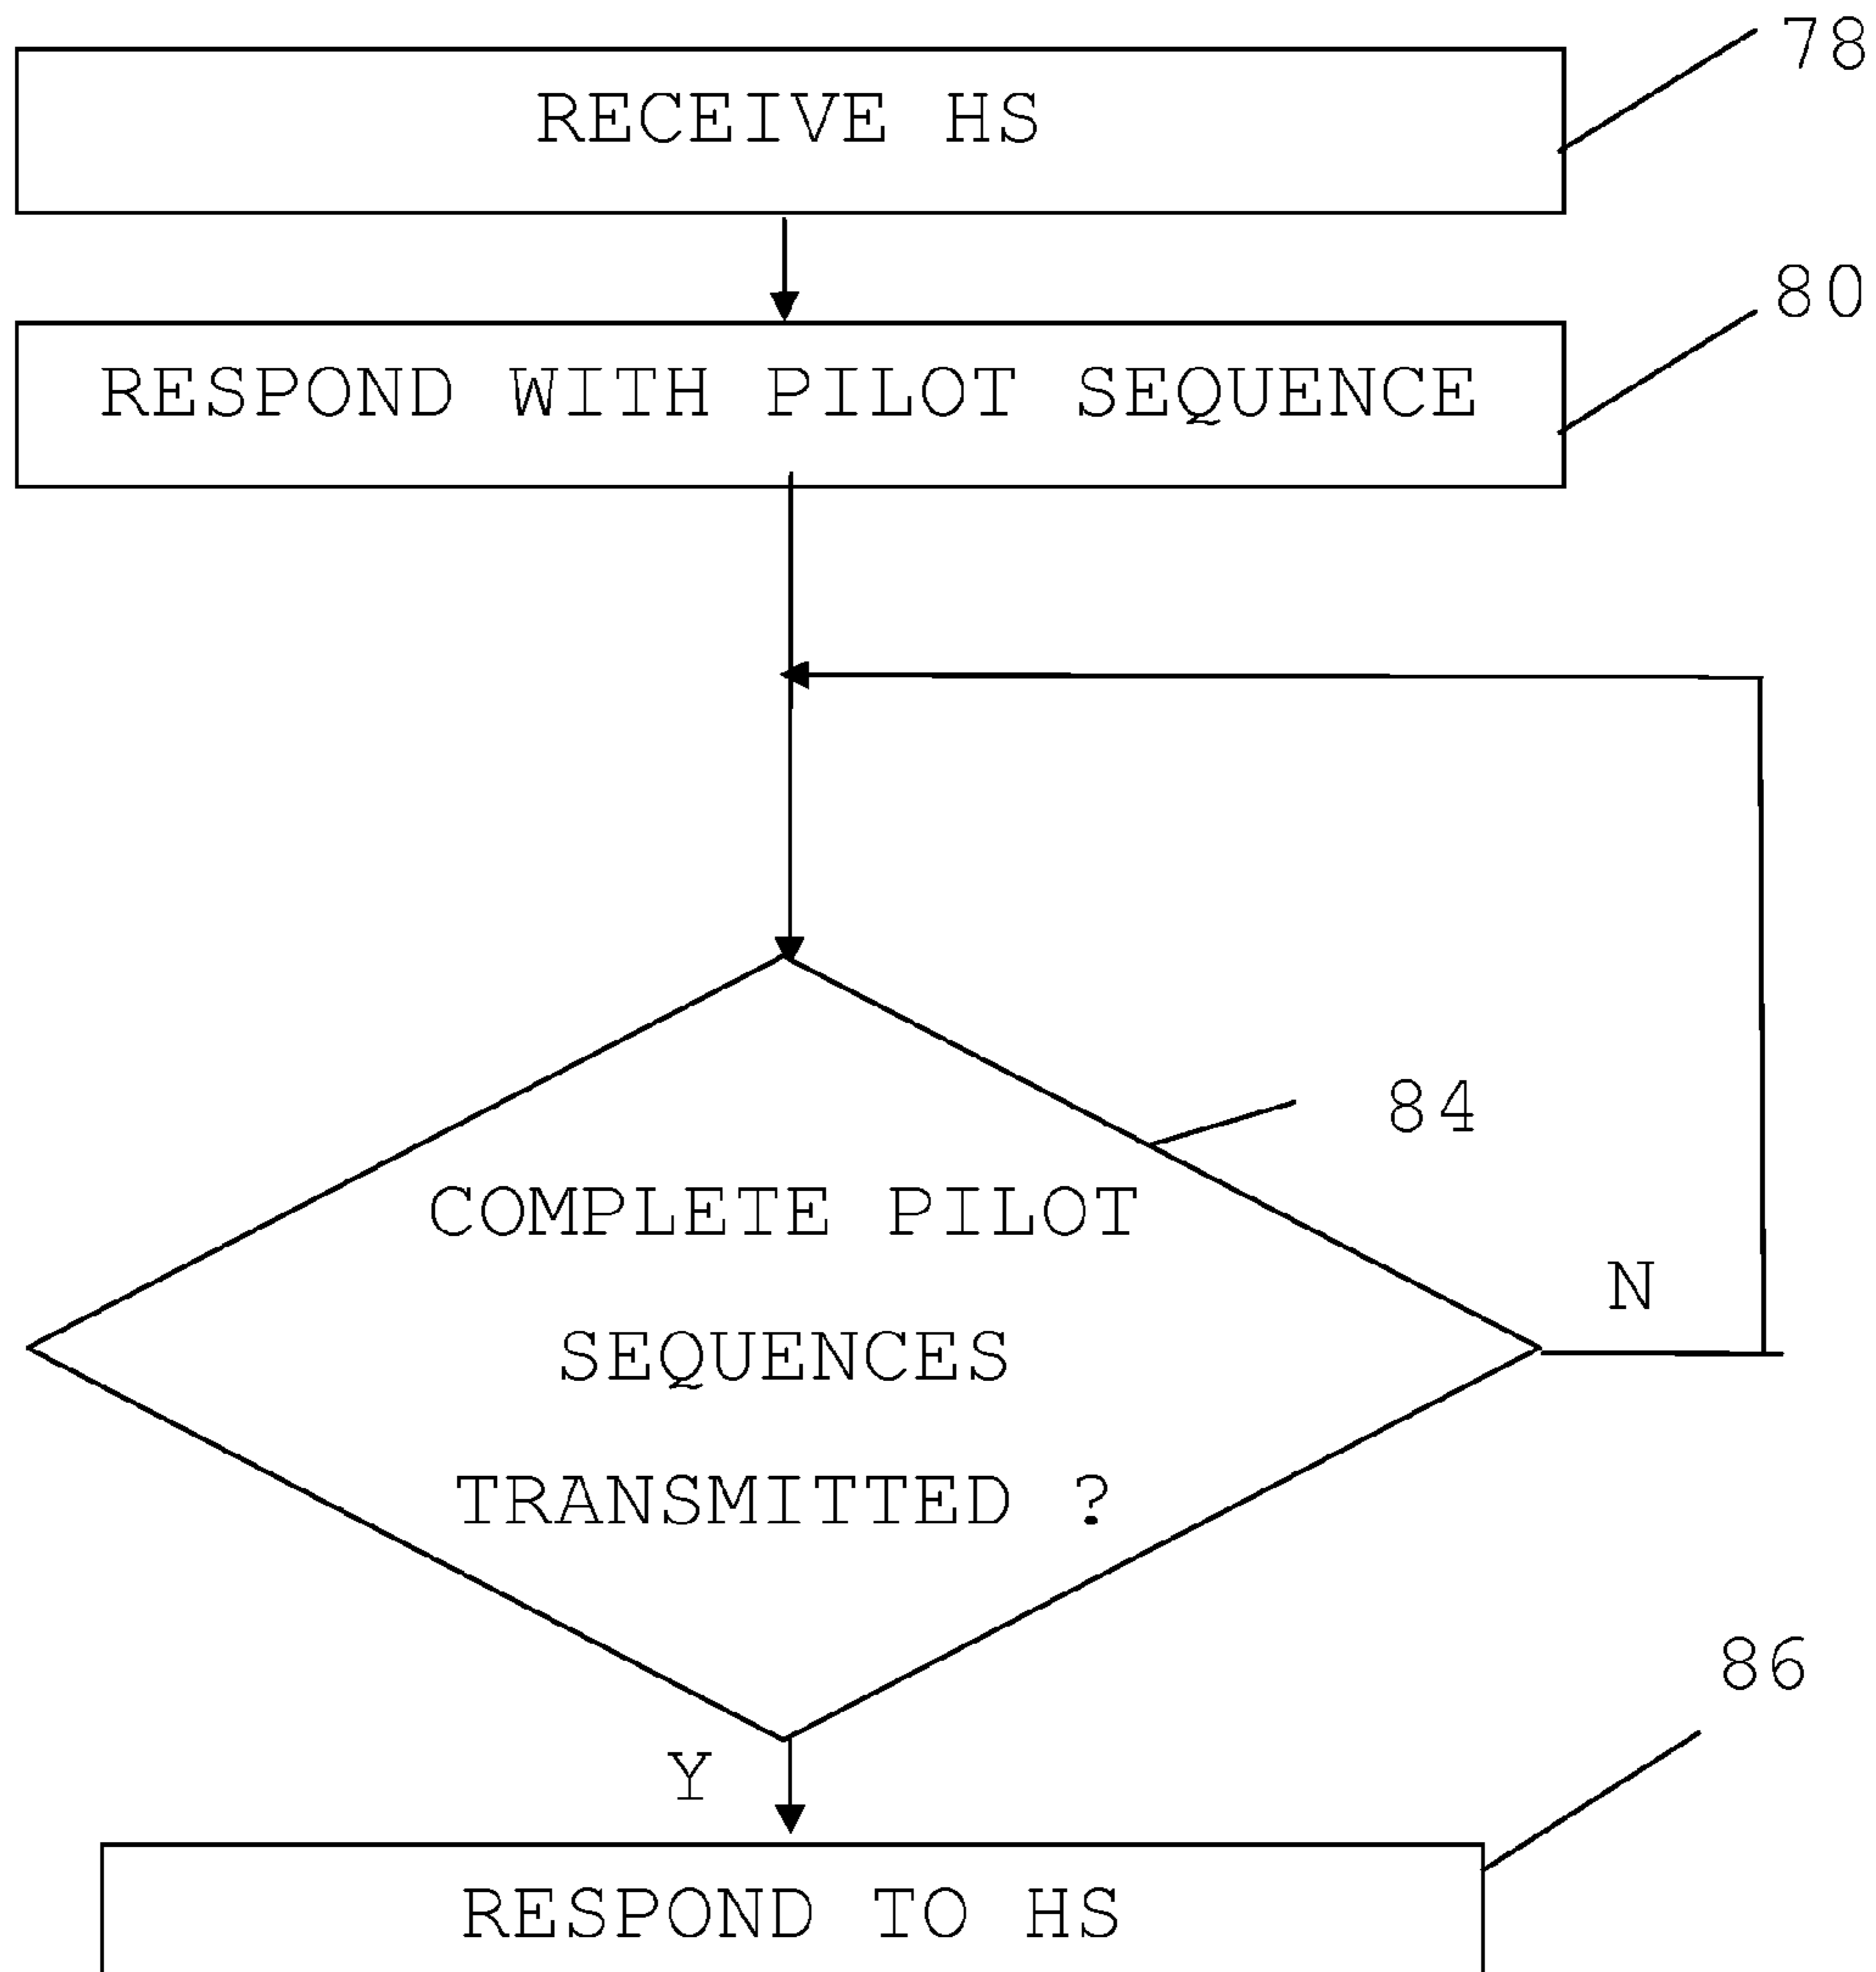 78
RECEIVE HS
80
RESPOND WITH PILOT SEQUENCE
84
COMPLETE PILOT
SEQUENCES
TRANSMITTED ?
N
86
Y
RESPOND TO HS